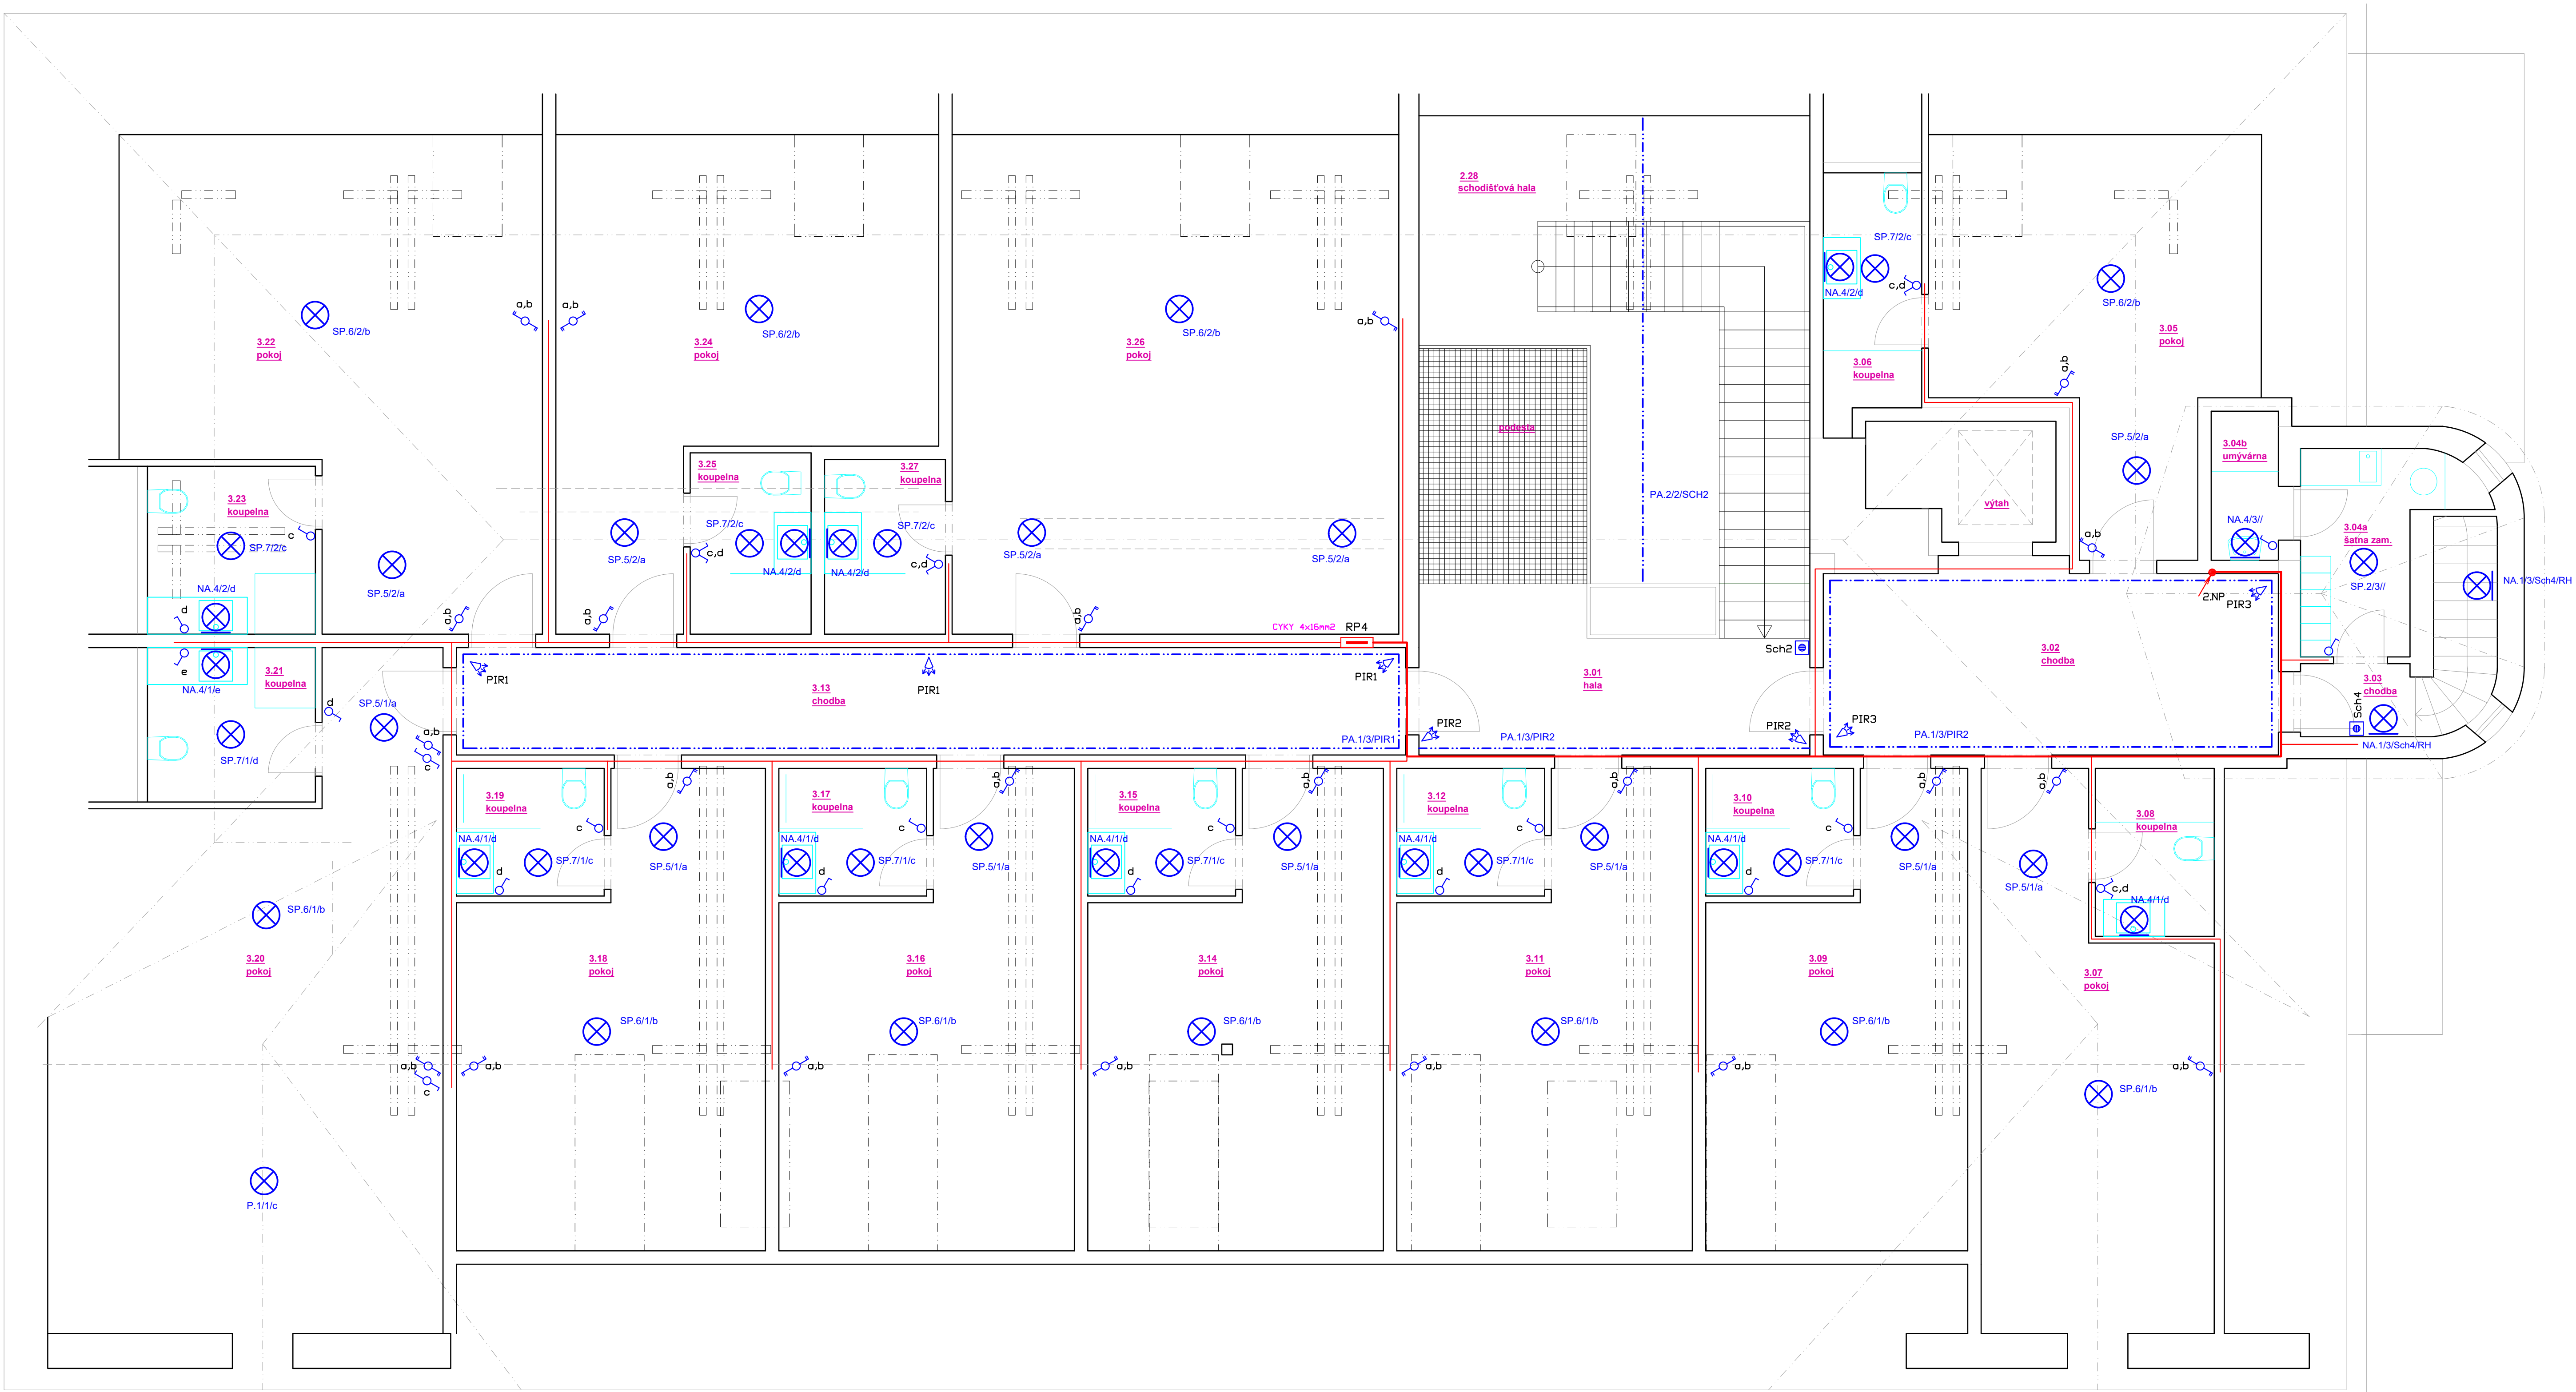 2.28
schodišťová hala
SP.7/2/c
NA.4/2/d
c,d
SP.6/2/b
a,b
a,b
SP.6/2/b
SP.6/2/b
a,b
SP.6/2/b
3.22
pokoj
3.24
pokoj
3.26
pokoj
3.05
pokoj
3.06
koupelna
a,b
podesta
SP.5/2/a
3.04b
umývárna
3.25
koupelna
3.27
koupelna
3.23
koupelna
PA.2/2/SCH2
výtah
c
SP.7/2/c
SP.5/2/a
SP.7/2/c
c,d
NA.4/2/d
SP.7/2/c
NA.4/2/d
c,d
SP.5/2/a
SP.5/2/a
a,b
NA.4/3//
3.04a
šatna zam.
SP.2/3//
NA.1/3/Sch4/RH
NA.4/2/d
d
SP.5/2/a
a,b
a,b
a,b
CYKY 4x16mm2
RP4
2.NP
PIR3
Sch2
e
NA.4/1/e
3.21
koupelna
d
SP.5/1/a
PIR1
3.13
chodba
PIR1
PIR1
3.01
hala
3.02
chodba
3.03
chodba
Sch4
a,b
c
SP.7/1/d
PA.1/3/PIR1
PIR2
PA.1/3/PIR2
PIR2
PIR3
PA.1/3/PIR2
NA.1/3/Sch4/RH
3.19
koupelna
a,b
3.17
koupelna
a,b
3.15
koupelna
a,b
3.12
koupelna
a,b
3.10
koupelna
a,b
a,b
3.08
koupelna
c
c
c
c
c
NA.4/1/d
SP.7/1/c
d
SP.5/1/a
NA.4/1/d
SP.7/1/c
d
SP.5/1/a
NA.4/1/d
SP.7/1/c
d
SP.5/1/a
NA.4/1/d
SP.7/1/c
d
SP.5/1/a
NA.4/1/d
SP.7/1/c
d
SP.5/1/a
SP.5/1/a
c,d
NA.4/1/d
SP.6/1/b
3.20
pokoj
3.18
pokoj
3.16
pokoj
3.14
pokoj
3.11
pokoj
3.09
pokoj
3.07
pokoj
SP.6/1/b
SP.6/1/b
SP.6/1/b
SP.6/1/b
SP.6/1/b
a,b
c
a,b
a,b
a,b
a,b
a,b
a,b
SP.6/1/b
P.1/1/c